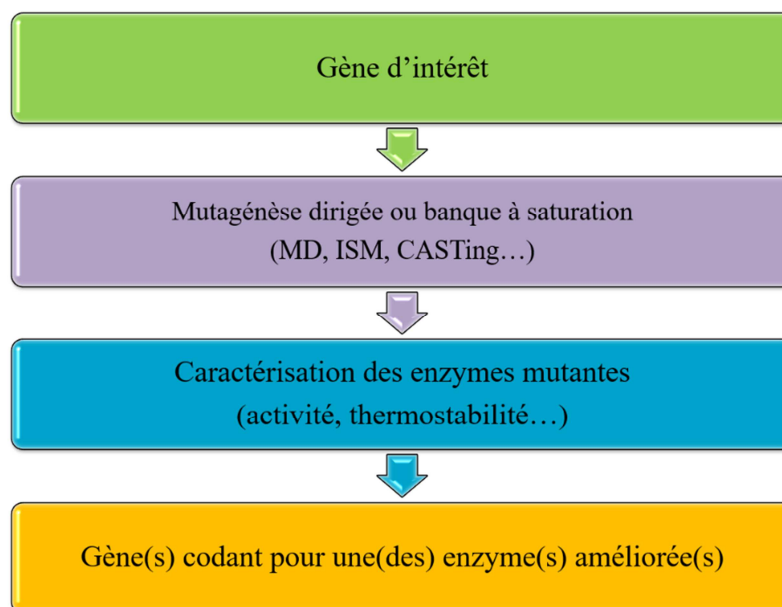 Gène d’intérêt
Mutagénèse dirigée ou banque à saturation
(MD, ISM, CASTing…)
Caractérisation des enzymes mutantes
(activité, thermostabilité…)
Gène(s) codant pour une(des) enzyme(s) améliorée(s)